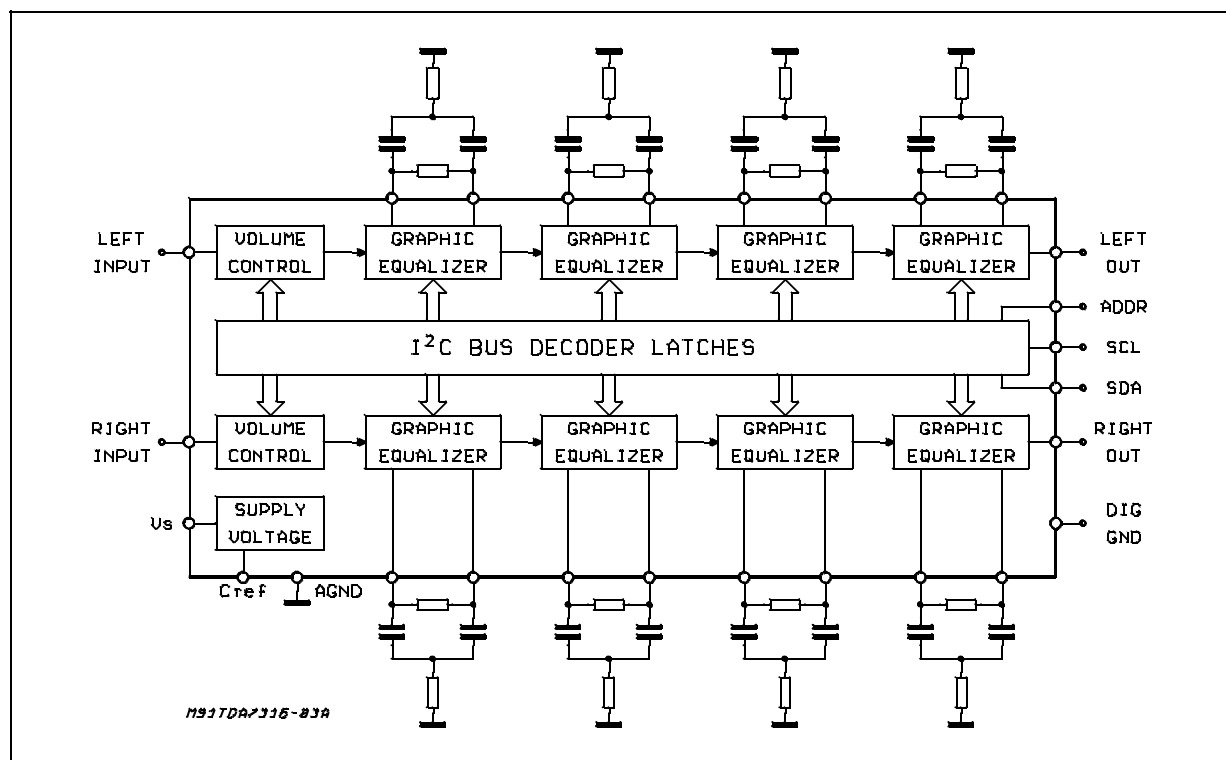 LEFT INPUT
VOLUME CONTROL
GRAPHIC EQUALIZER
GRAPHIC EQUALIZER
GRAPHIC EQUALIZER
GRAPHIC EQUALIZER
LEFT OUT
ADDR
I²C BUS DECODER LATCHES
SCL
SDA
RIGHT INPUT
VOLUME CONTROL
GRAPHIC EQUALIZER
GRAPHIC EQUALIZER
GRAPHIC EQUALIZER
GRAPHIC EQUALIZER
RIGHT OUT
Vs
SUPPLY VOLTAGE
DIG GND
Cref
AGND
M91TDA7316-03A